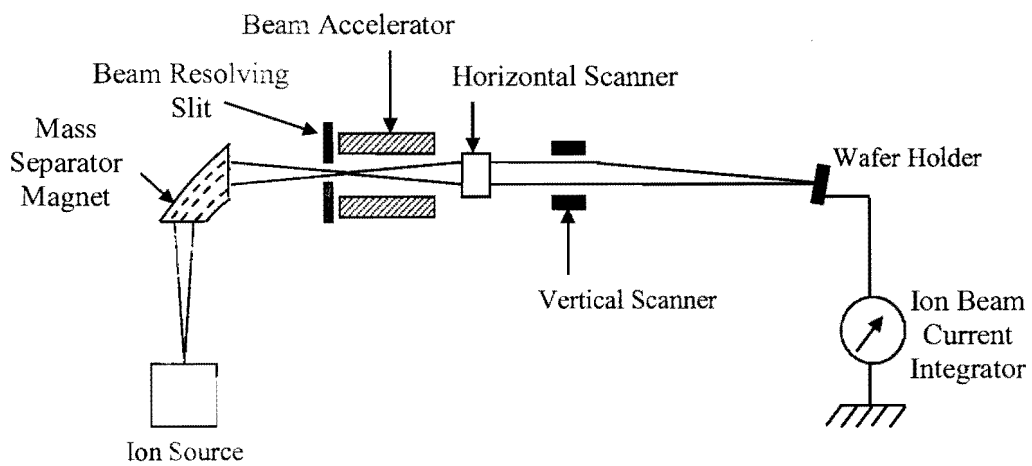 Beam Accelerator
Beam Resolving
Slit
Horizontal Scanner
Mass
Separator
Magnet
Wafer Holder
Vertical Scanner
Ion Beam
Current
Integrator
Ion Source